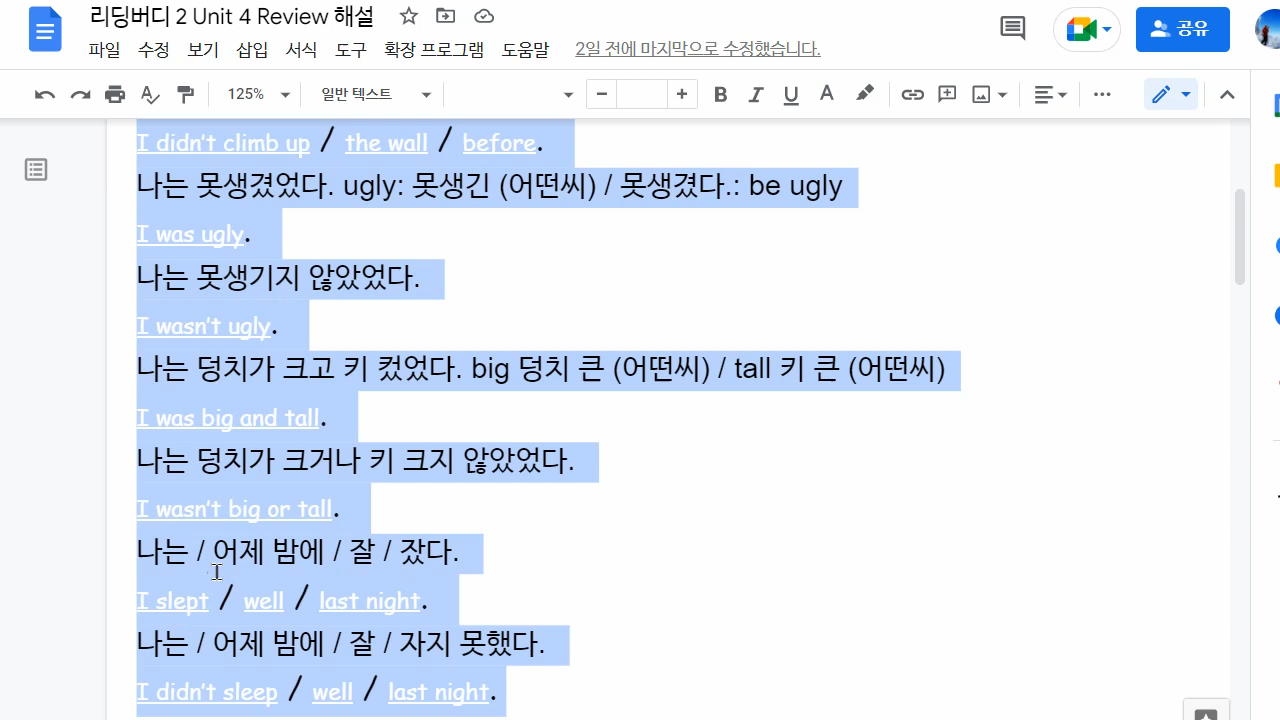 리딩버디 2 Unit 4 Review 해설
파일 수정 보기 삽입 서식 도구 확장 프로그램 도움말 2일 전에 마지막으로 수정했습니다.
공유
125% 일반 텍스트 B I U A
I didn't climb up / the wall / before.
나는 못생겼었다. ugly: 못생긴 (어떤씨) / 못생겼다.: be ugly
I was ugly.
나는 못생기지 않았었다.
I wasn't ugly.
나는 덩치가 크고 키 컸었다. big 덩치 큰 (어떤씨) / tall 키 큰 (어떤씨)
I was big and tall.
나는 덩치가 크거나 키 크지 않았었다.
I wasn't big or tall.
나는 / 어제 밤에 / 잘 / 잤다.
I slept / well / last night.
나는 / 어제 밤에 / 잘 / 자지 못했다.
I didn't sleep / well / last night.